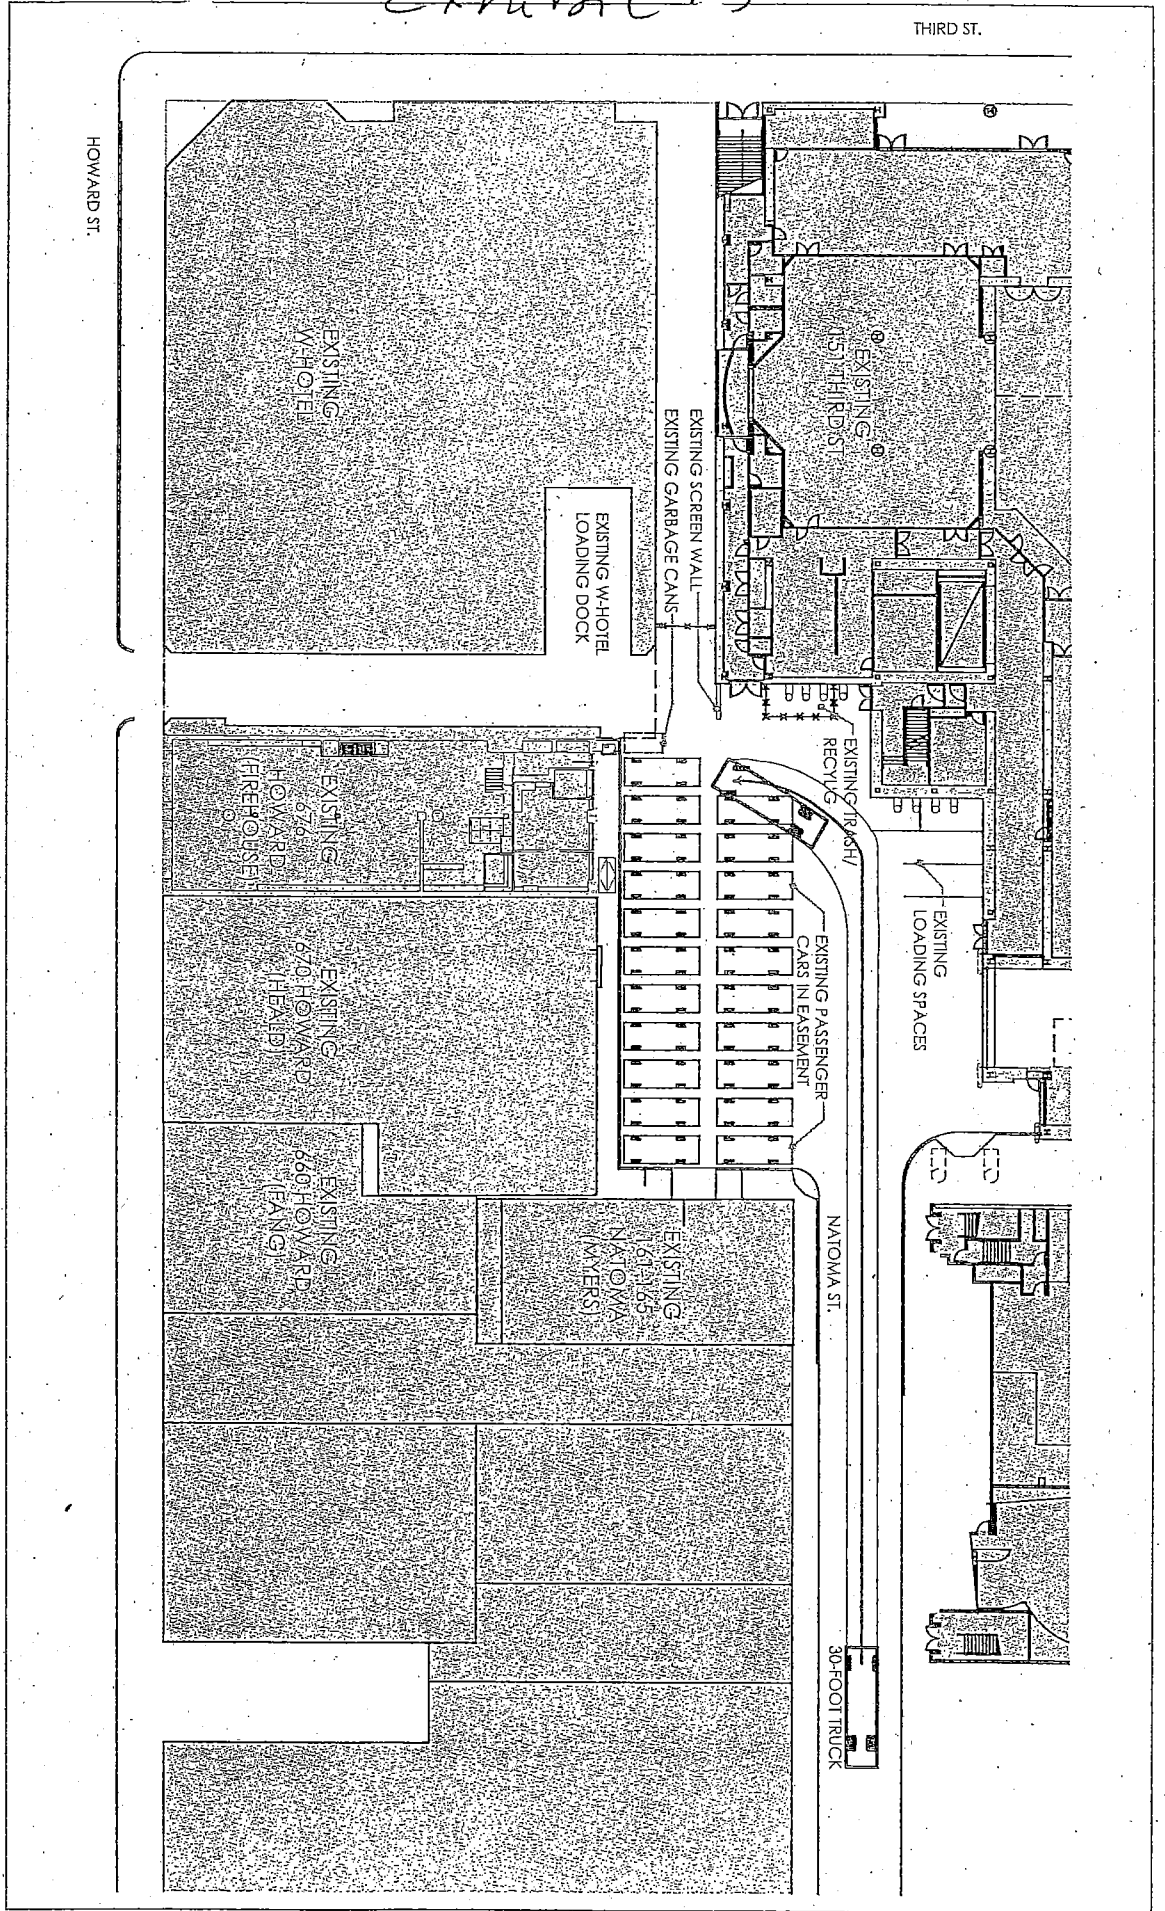 THIRD ST.
HOWARD ST.
EXISTING
W-HOTEL
EXISTING
151 THIRD ST.
EXISTING SCREEN WALL
EXISTING GARBAGE CANS
EXISTING W-HOTEL
LOADING DOCK
EXISTING TRASH/
EXISTING
LOADING SPACES
EXISTING PASSENGER
CARS IN EASEMENT
EXISTING
676
HOWARD
(FIREHOUSE)
EXISTING
670 HOWARD
(HEALD)
EXISTING
660 HOWARD
(FANG)
EXISTING
161-165
NATOMA
(MYERS)
NATOMA ST.
30-FOOT TRUCK